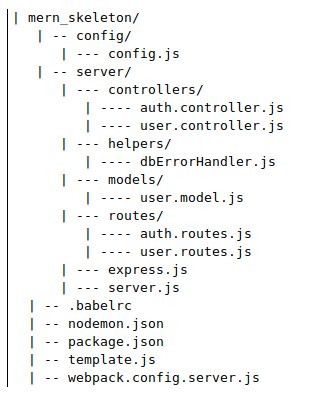 | mern_skeleton/
| -- config/
| --- config.js
| -- server/
| --- controllers/
| ---- auth.controller.js
| ---- user.controller.js
| --- helpers/
| ---- dbErrorHandler.js
| --- models/
| ---- user.model.js
| --- routes/
| ---- auth.routes.js
| ---- user.routes.js
| --- express.js
| --- server.js
| -- .babelrc
| -- nodemon.json
| -- package.json
| -- template.js
| -- webpack.config.server.js